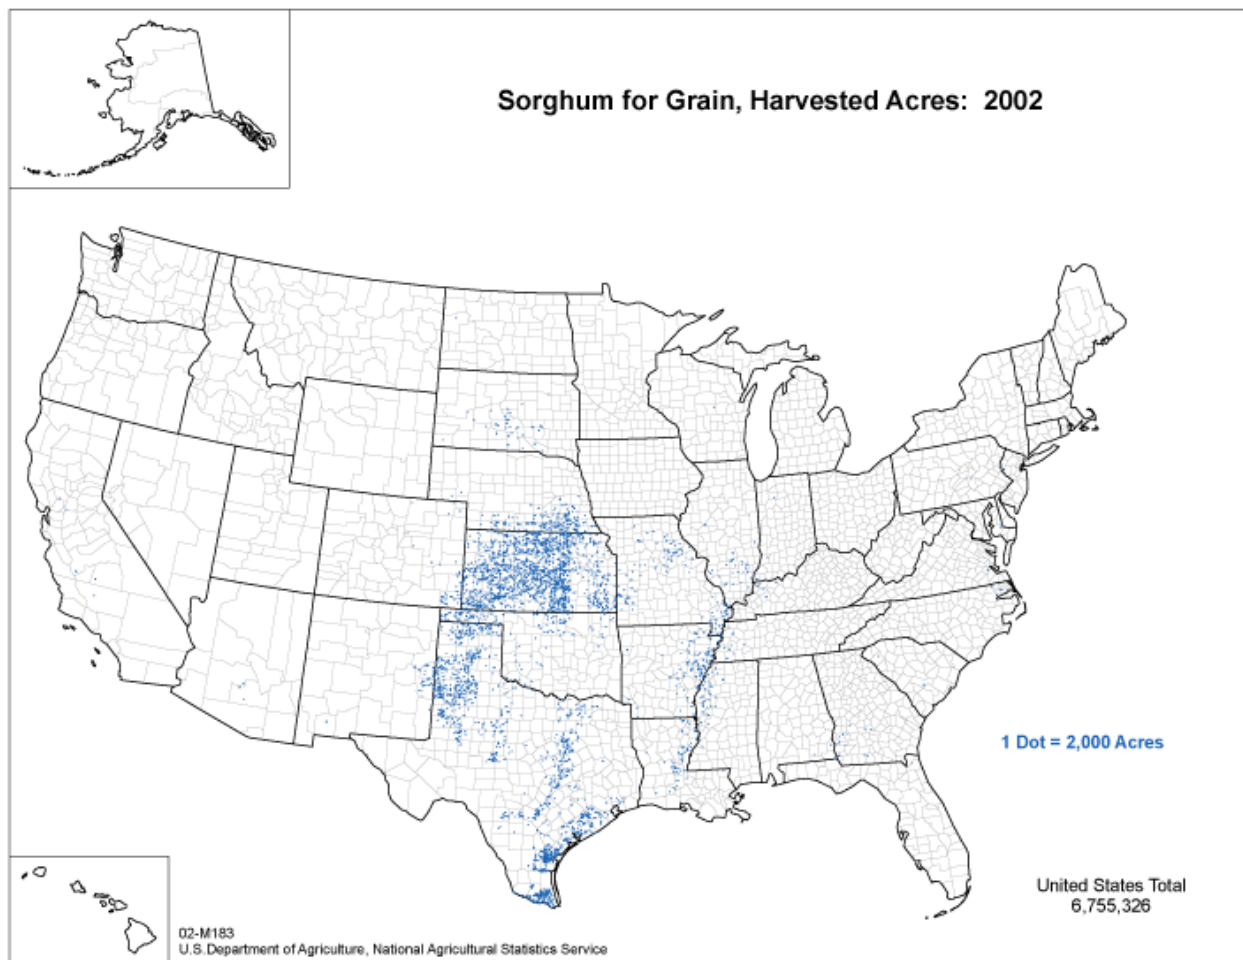 Sorghum for Grain, Harvested Acres: 2002
1 Dot = 2,000 Acres
United States Total
6,755,326
02-M183
U.S.Department of Agriculture, National Agricultural Statistics Service